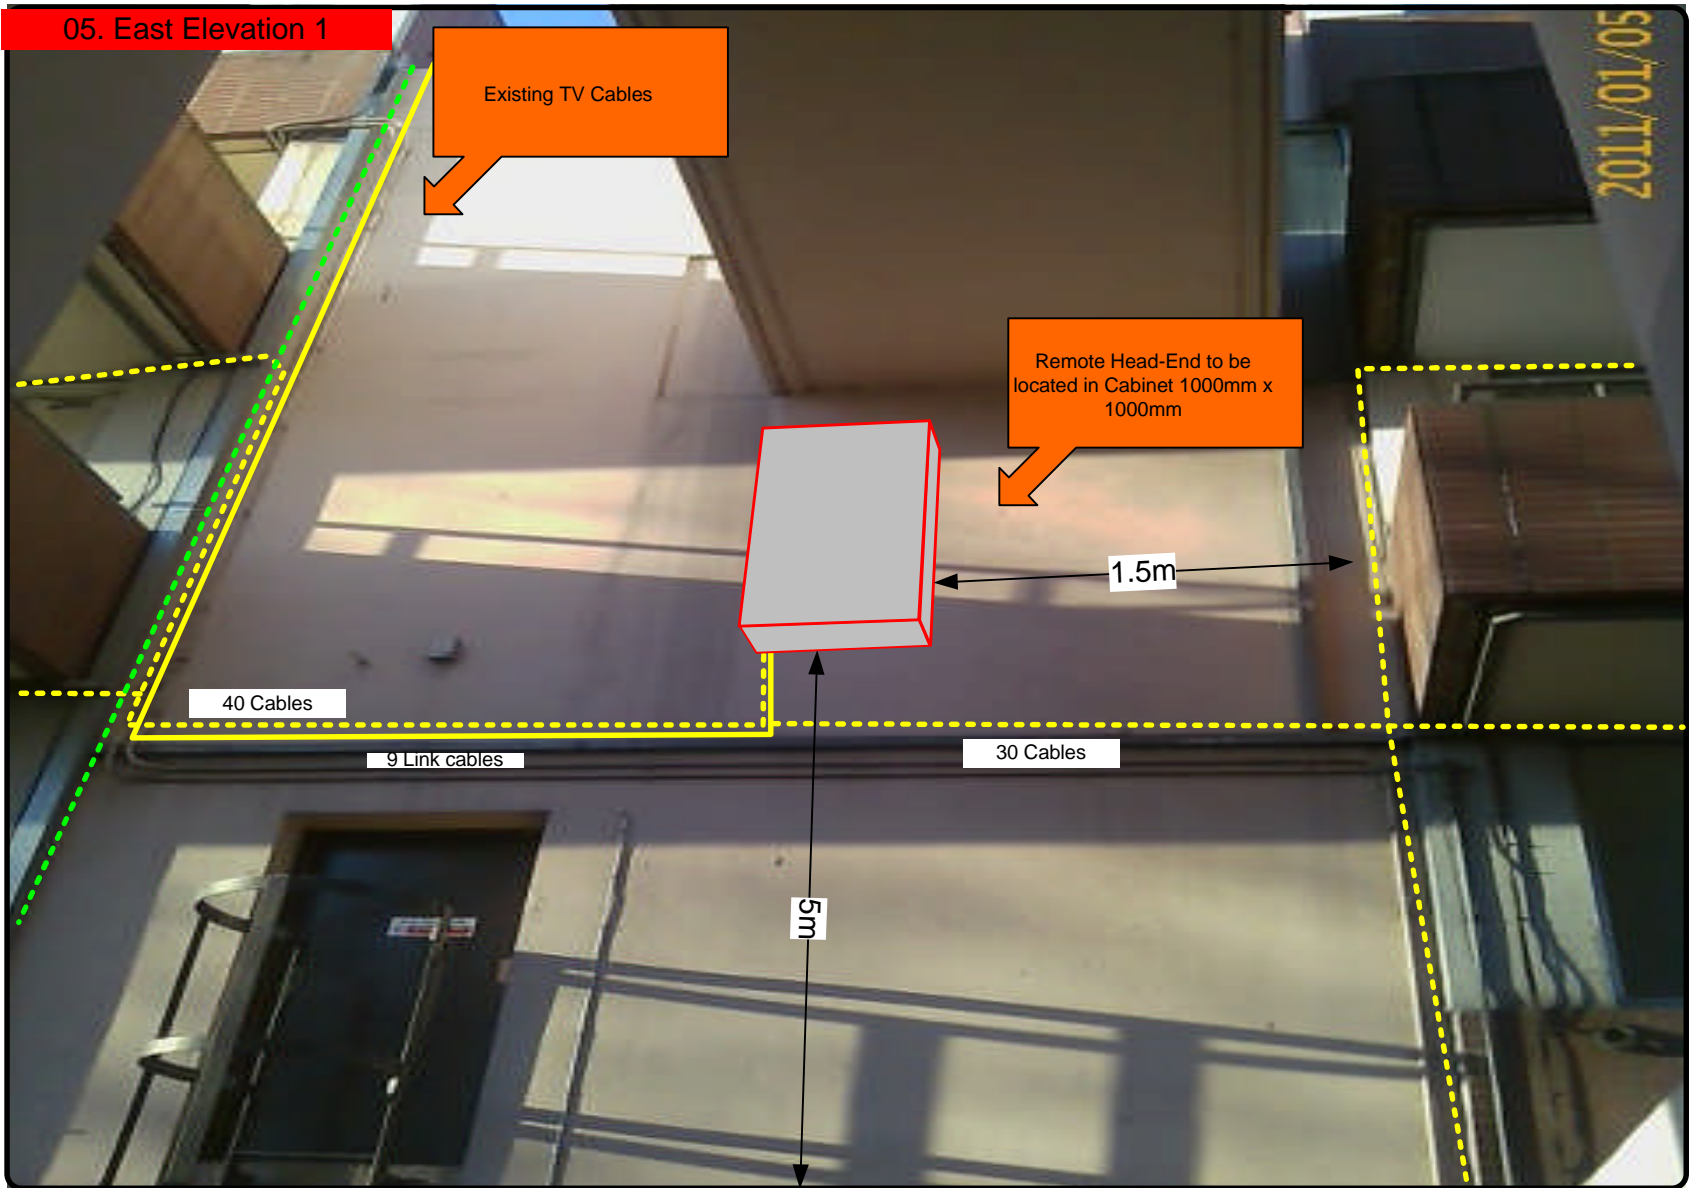 05. East Elevation 1
2011/01/05
Existing TV Cables
Remote Head-End to be
located in Cabinet 1000mm x
1000mm
1.5m
40 Cables
9 Link cables
30 Cables
5m